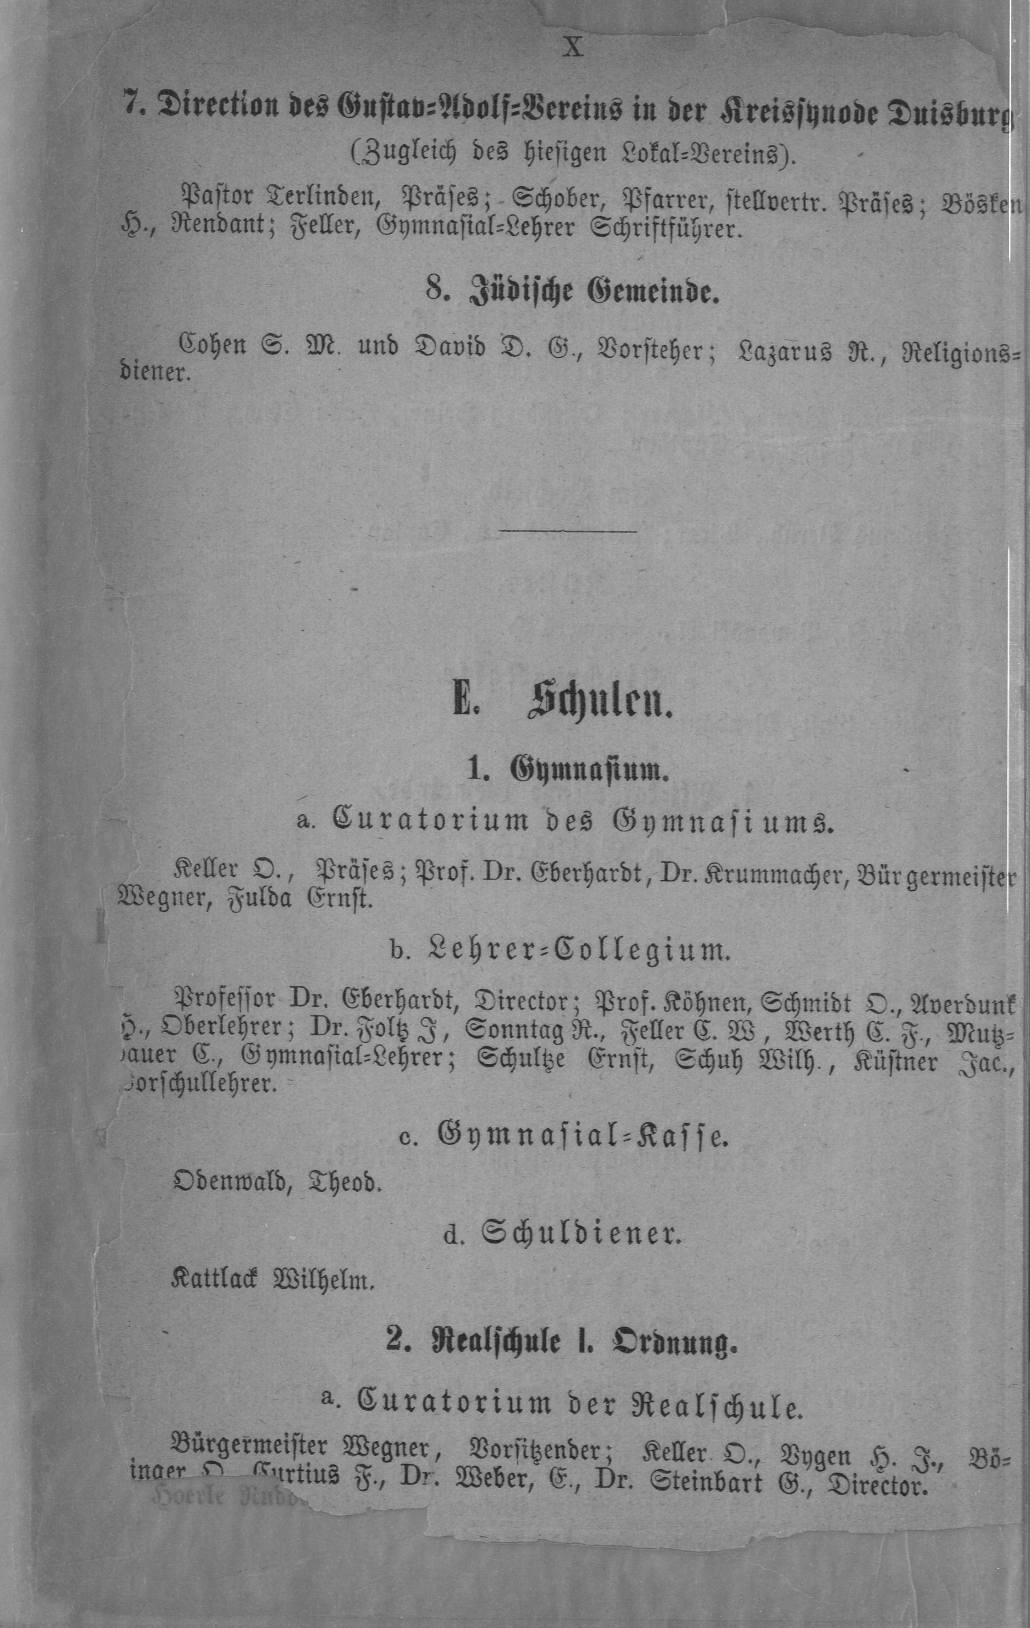 X
7. Direction des Gustav-Adolf-Vereins in der Kreissynode Duisburg
(Zugleich des hiesigen Lokal-Vereins).
Pastor Terlinden, Präses; Schober, Pfarrer, stellvertr. Präses; Bösken
H., Rendant; Feller, Gymnasial-Lehrer Schriftführer.
8. Jüdische Gemeinde.
Cohen S. M. und David D. G., Vorsteher; Lazarus R., Religions-
diener.
E. Schulen.
1. Gymnasium.
a. Curatorium des Gymnasiums.
Keller O., Präses; Prof. Dr. Eberhardt, Dr. Krummacher, Bürgermeister
Wegner, Fulda Ernst.
b. Lehrer-Collegium.
Professor Dr. Eberhardt, Director; Prof. Köhnen, Schmidt O., Averdunk
H., Oberlehrer; Dr. Foltz J, Sonntag R., Feller C. W, Werth C. F., Mutz-
bauer C., Gymnasial-Lehrer; Schultze Ernst, Schuh Wilh., Küstner Jac.,
Vorschullehrer.
c. Gymnasial-Kasse.
Odenwald, Theod.
d. Schuldiener.
Kattlack Wilhelm.
2. Realschule I. Ordnung.
a. Curatorium der Realschule.
Bürgermeister Wegner, Vorsitzender; Keller O., Vygen H. J., Bö-
inger O. Curtius F., Dr. Weber, E., Dr. Steinbart G., Director.
Hoerle